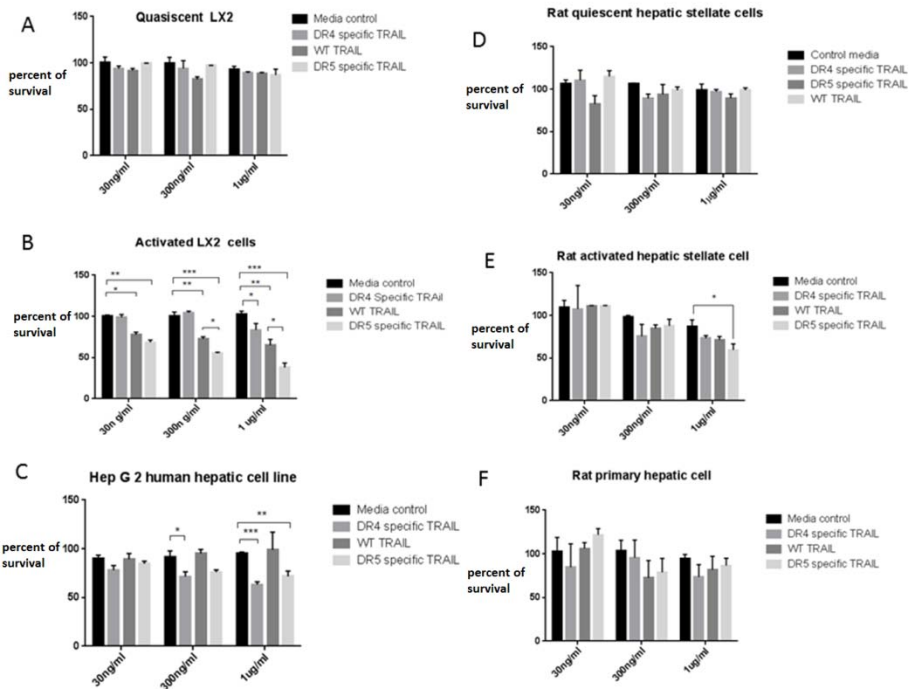 A
Quasiscent LX2
Media control
DR4 specific TRAIL
WT TRAIL
DR5 specific TRAIL
percent of
survival
150
100
50
0
30ng/ml
300ng/ml
1ug/ml
B
Activated LX2 cells
Media control
DR4 Specific TRAil
WT TRAIL
DR5 specific TRAIL
percent of
survival
150
100
50
0
** * *** ** * *** ** * *
30n g/ml
300n g/ml
1 ug/ml
C
Hep G 2 human hepatic cell line
Media control
DR4 specific TRAIL
WT TRAIL
DR5 specific TRAIL
percent of
survival
150
100
50
0
* *** **
30ng/ml
300ng/ml
1ug/ml
D
Rat quiescent hepatic stellate cells
Control media
DR4 specific TRAIL
DR5 specific TRAIL
WT TRAIL
percent of
survival
150
100
50
0
30ng/ml
300ng/ml
1µg/ml
E
Rat activated hepatic stellate cell
Media control
DR4 specific TRAIL
WT TRAIL
DR5 specific TRAIL
percent of
survival
150
100
50
0
*
30ng/ml
300ng/ml
1ug/ml
F
Rat primary hepatic cell
Media control
DR4 specific TRAIL
WT TRAIL
DR5 specific TRAIL
percent of
survival
150
100
50
0
30ng/ml
300ng/ml
1ug/ml